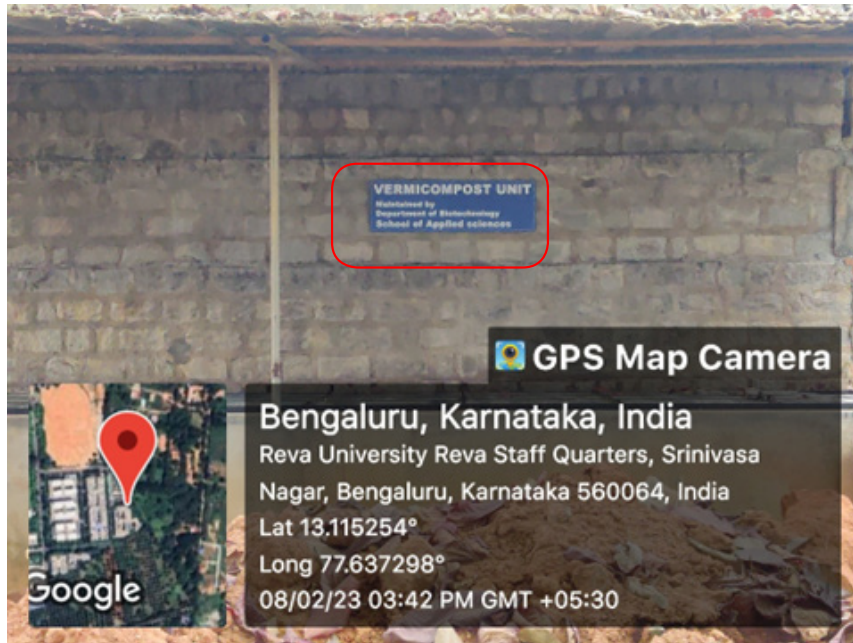 VERMICOMPOST UNIT
Maintained by
Department of Biotechnology
School of Applied sciences
GPS Map Camera
Bengaluru, Karnataka, India
Reva University Reva Staff Quarters, Srinivasa
Nagar, Bengaluru, Karnataka 560064, India
Lat 13.115254°
Long 77.637298°
08/02/23 03:42 PM GMT +05:30
Google